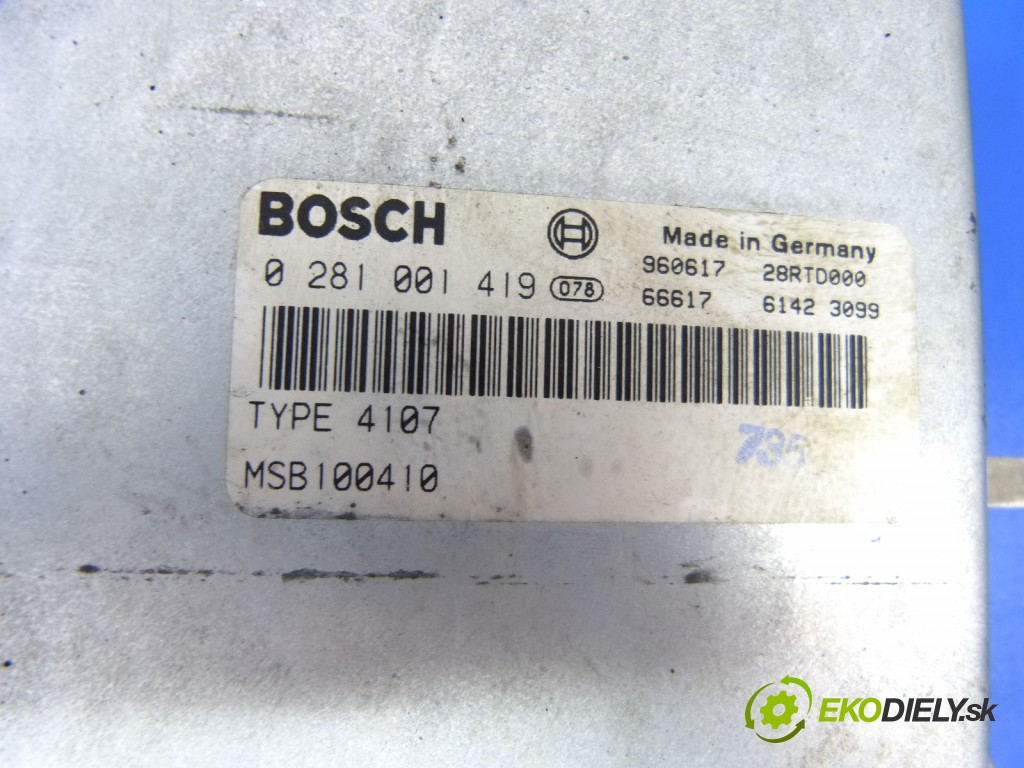 BOSCH
Made in Germany
0 281 001 419 078
960617 28RTD000
66617 6142 3099
TYPE 4107
735
MSB100410
EKODIELY.sk